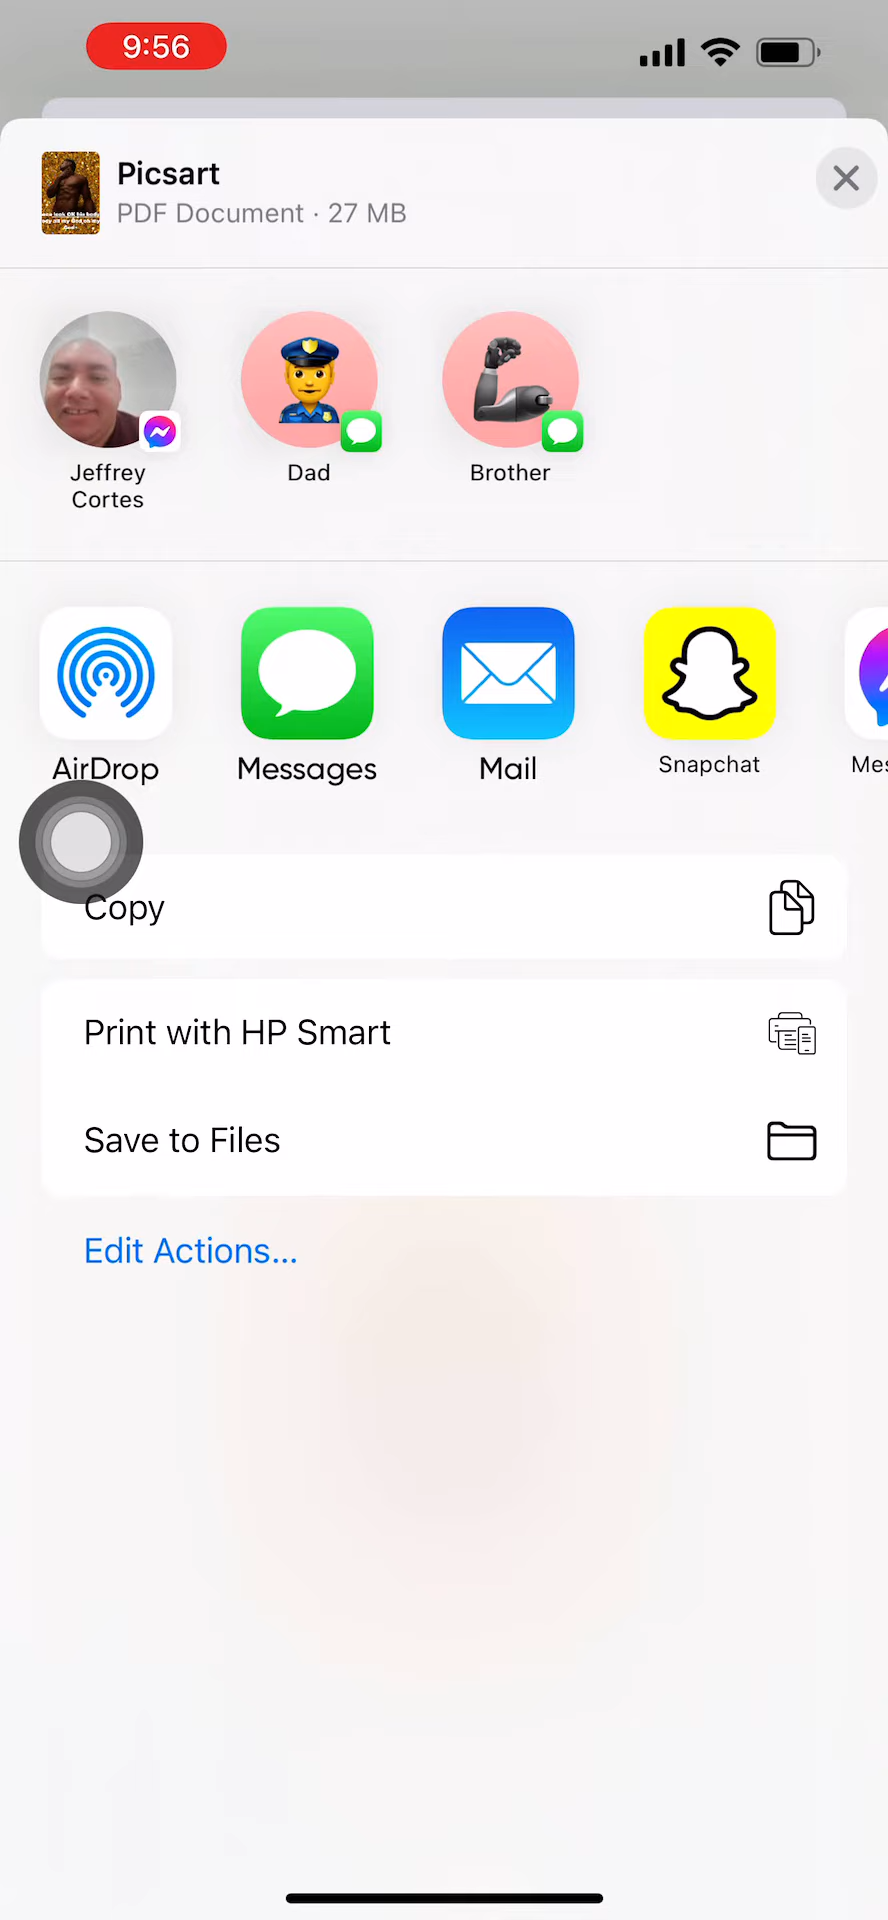 9:56
Picsart
PDF Document · 27 MB
Jeffrey
Cortes
Dad
Brother
AirDrop
Messages
Mail
Snapchat
Mes
Copy
Print with HP Smart
Save to Files
Edit Actions...